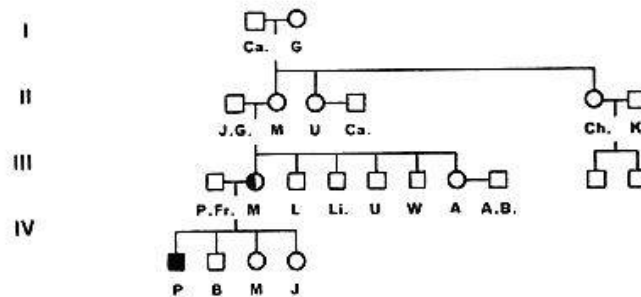 I
Ca. G
II
J.G. M U Ca. Ch. K
III
P.Fr. M L Li. U W A A.B.
IV
P B M J